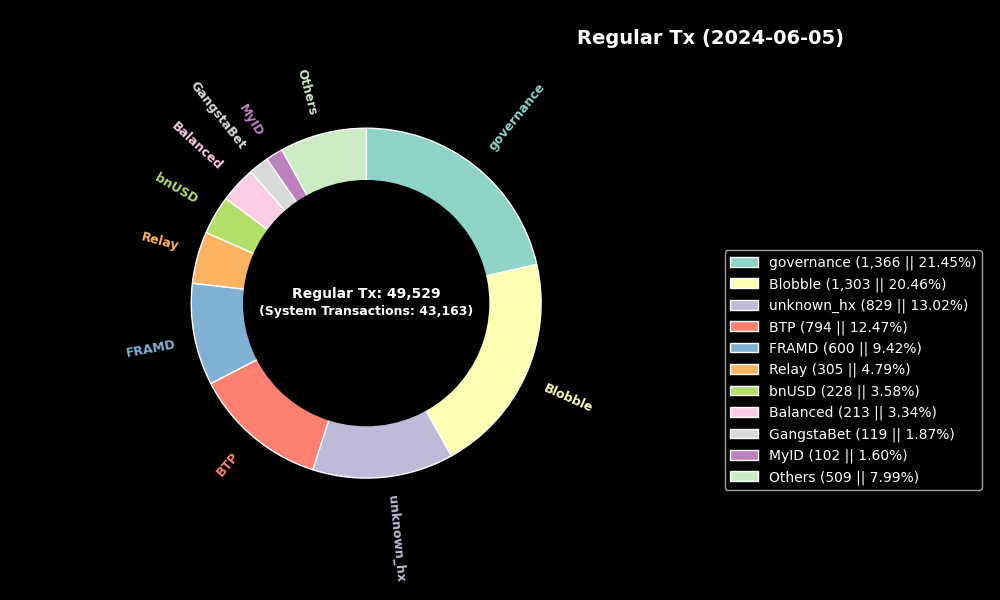 Regular Tx (2024-06-05)
governance
Blobble
unknown_hx
BTP
FRAMD
Relay
bnUSD
Balanced
GangstaBet
MyID
Others
Regular Tx: 49,529
(System Transactions: 43,163)
governance (1,366 || 21.45%)
Blobble (1,303 || 20.46%)
unknown_hx (829 || 13.02%)
BTP (794 || 12.47%)
FRAMD (600 || 9.42%)
Relay (305 || 4.79%)
bnUSD (228 || 3.58%)
Balanced (213 || 3.34%)
GangstaBet (119 || 1.87%)
MyID (102 || 1.60%)
Others (509 || 7.99%)